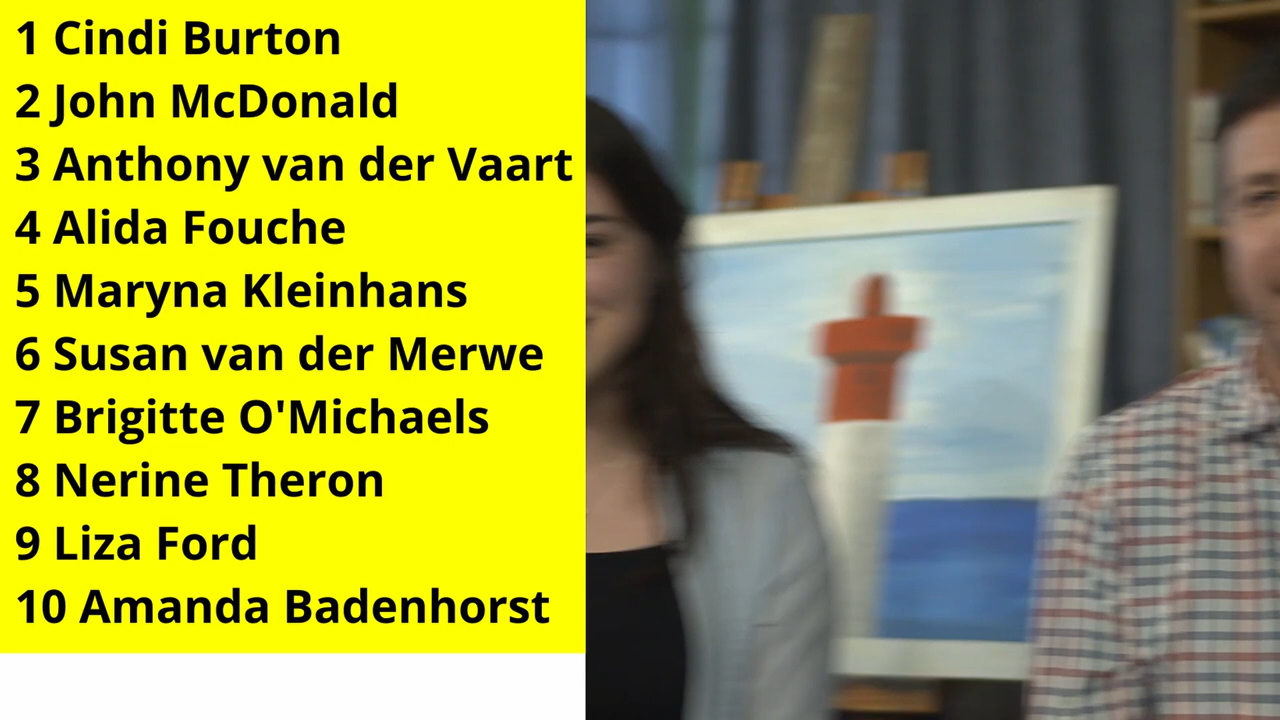 1 Cindi Burton
2 John McDonald
3 Anthony van der Vaart
4 Alida Fouche
5 Maryna Kleinhans
6 Susan van der Merwe
7 Brigitte O'Michaels
8 Nerine Theron
9 Liza Ford
10 Amanda Badenhorst